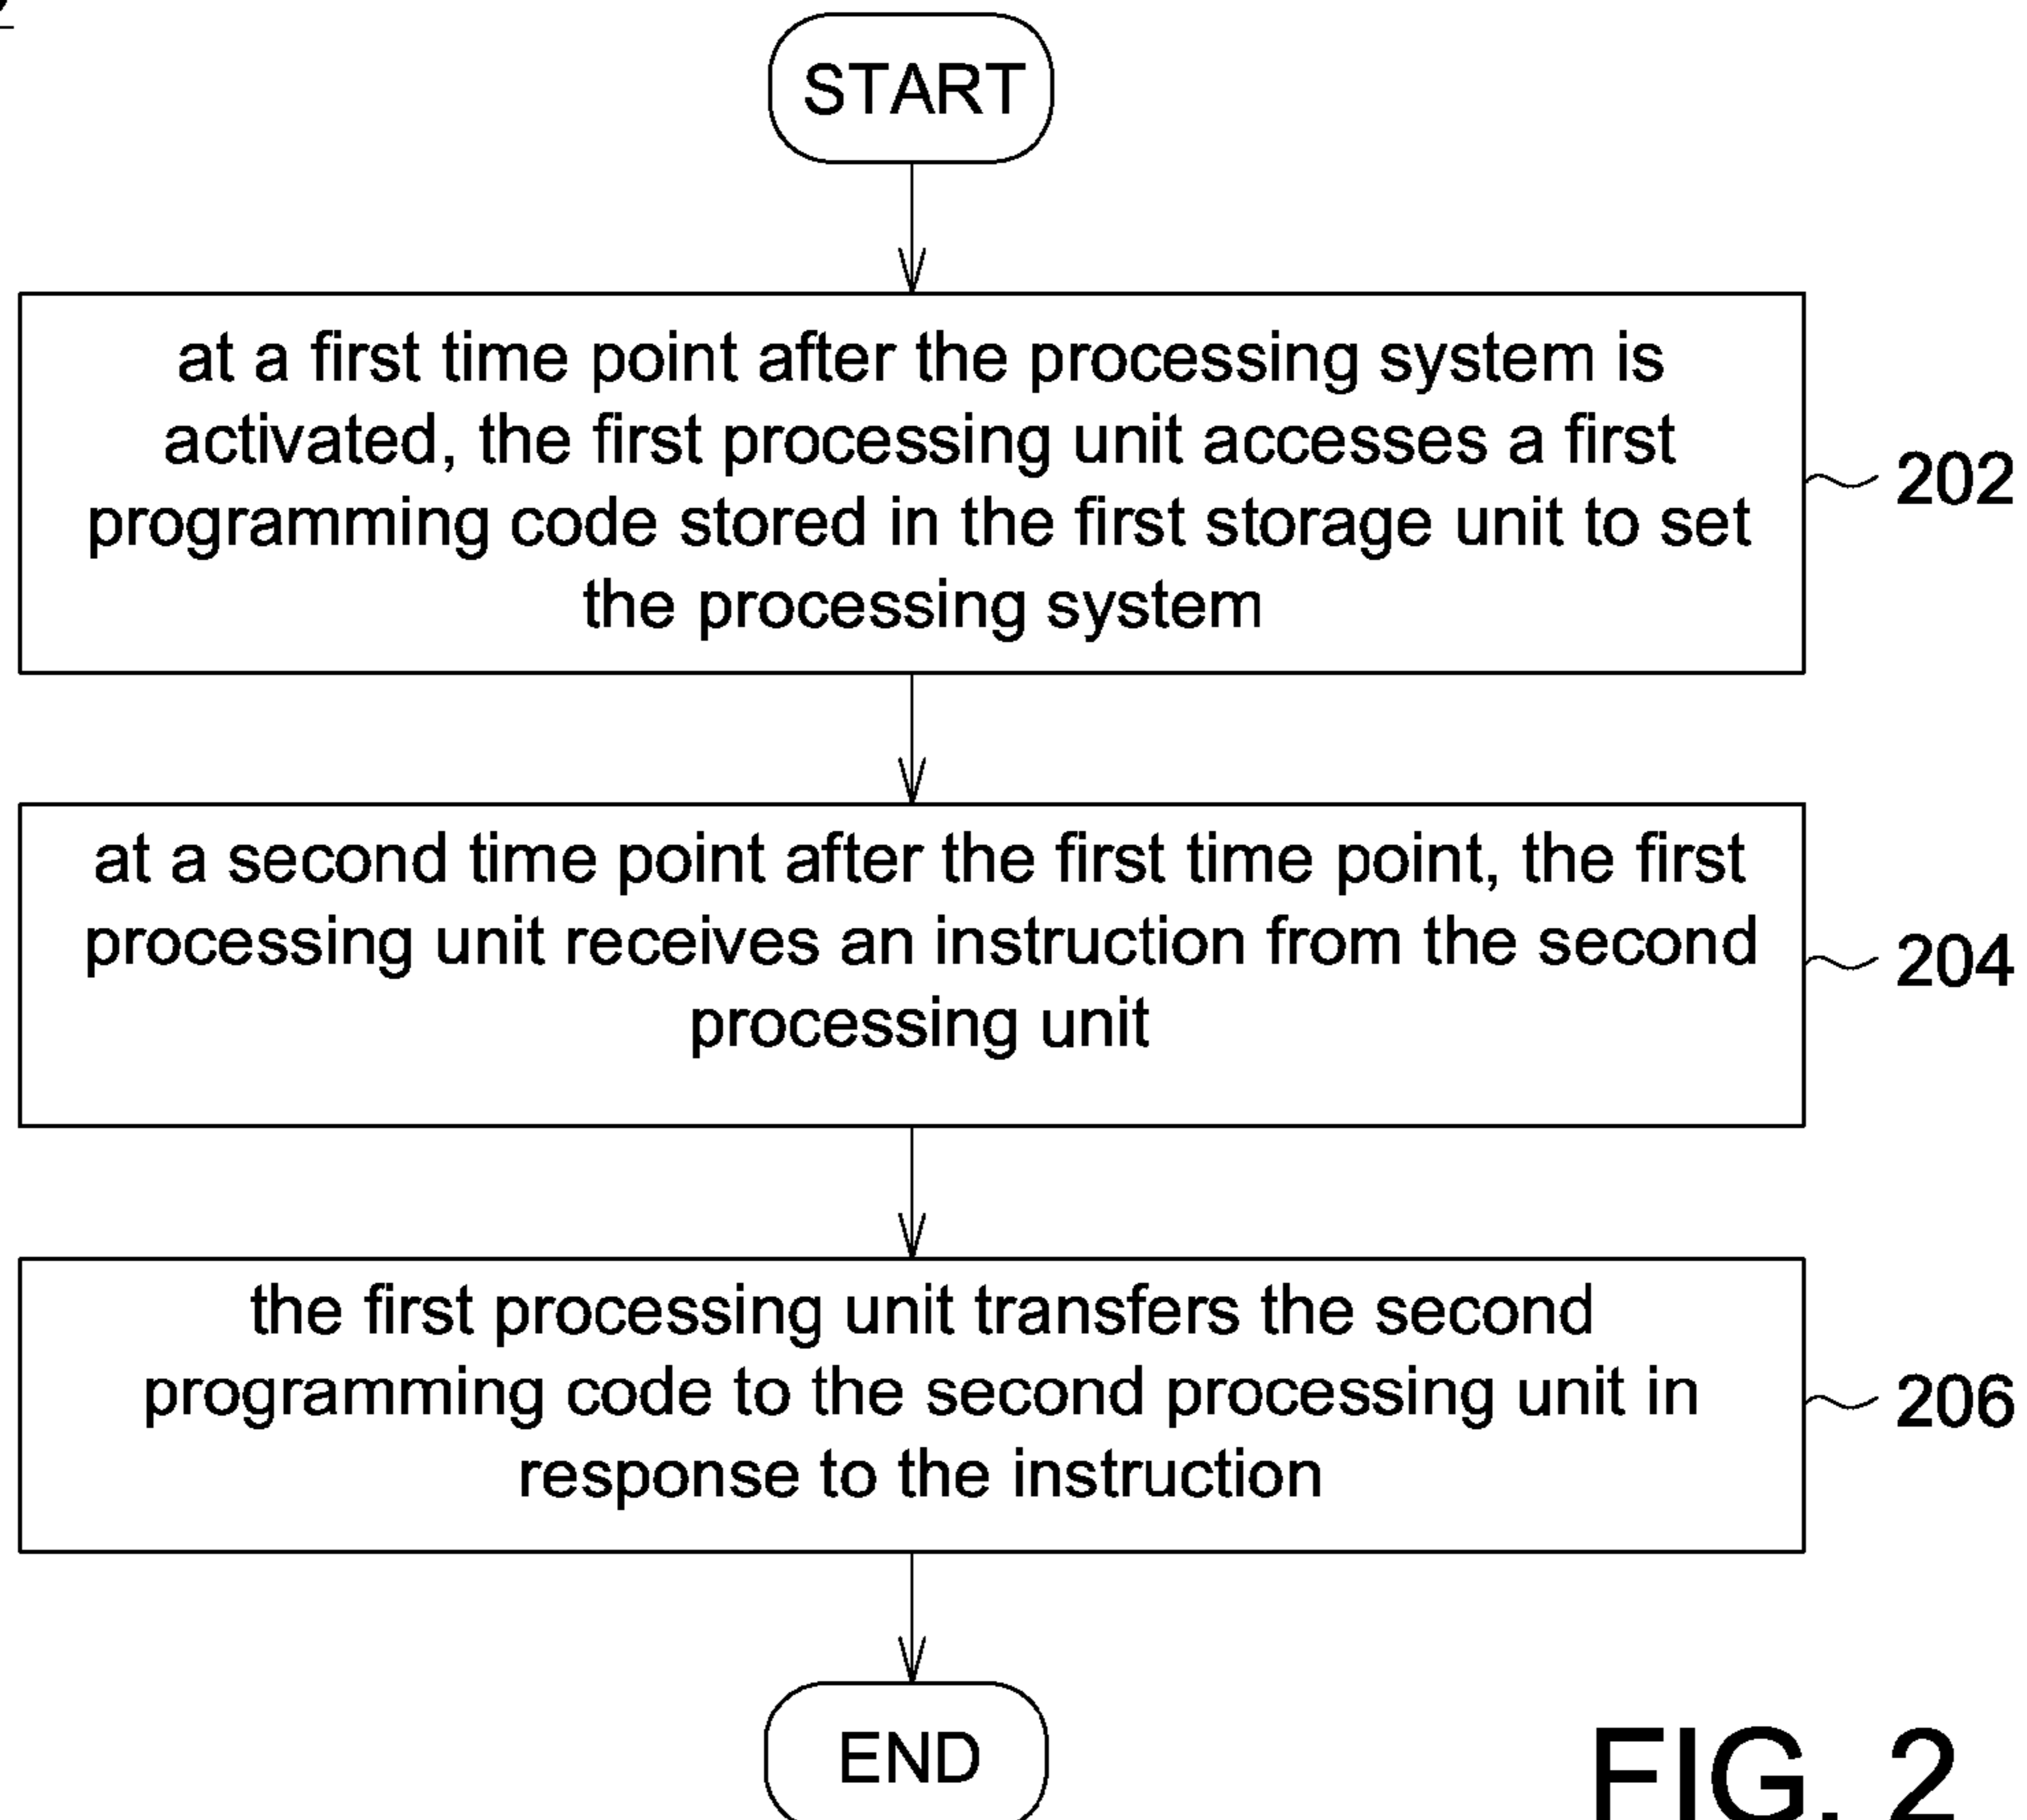 START
at a first time point after the processing system is
activated, the first processing unit accesses a first
programming code stored in the first storage unit to set
the processing system
202
at a second time point after the first time point, the first
processing unit receives an instruction from the second
processing unit
204
the first processing unit transfers the second
programming code to the second processing unit in
response to the instruction
206
END
FIG. 2